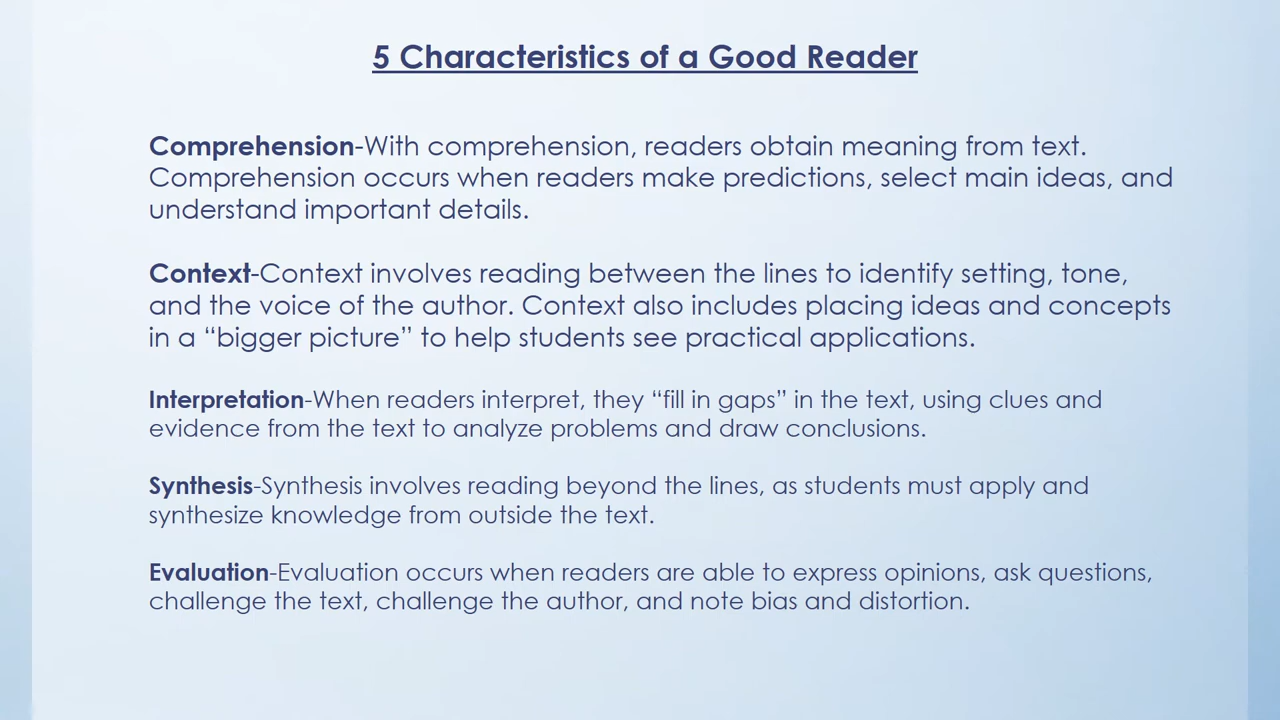 5 Characteristics of a Good Reader
Comprehension-With comprehension, readers obtain meaning from text.
Comprehension occurs when readers make predictions, select main ideas, and
understand important details.
Context-Context involves reading between the lines to identify setting, tone,
and the voice of the author. Context also includes placing ideas and concepts
in a “bigger picture” to help students see practical applications.
Interpretation-When readers interpret, they “fill in gaps” in the text, using clues and
evidence from the text to analyze problems and draw conclusions.
Synthesis-Synthesis involves reading beyond the lines, as students must apply and
synthesize knowledge from outside the text.
Evaluation-Evaluation occurs when readers are able to express opinions, ask questions,
challenge the text, challenge the author, and note bias and distortion.